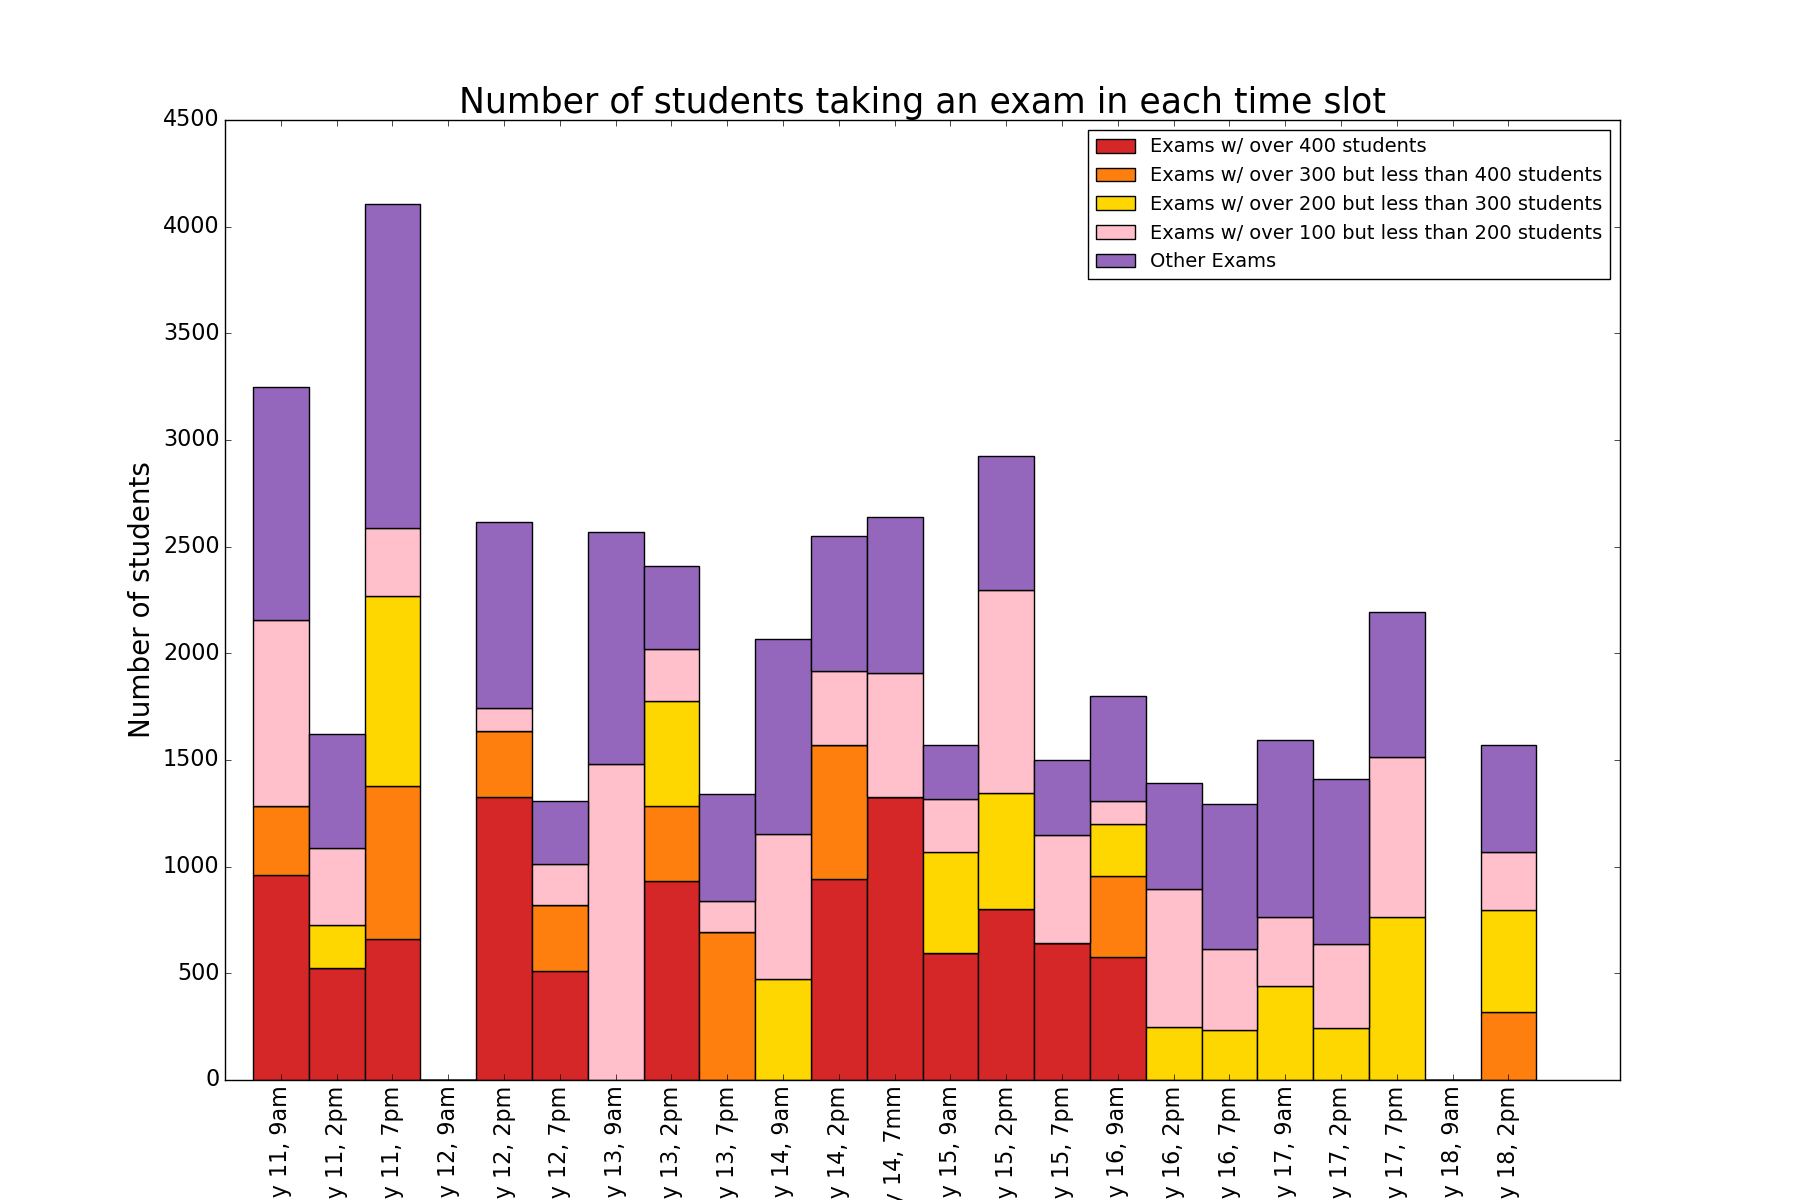 Number of students taking an exam in each time slot
4500
4000
3500
3000
2500
2000
1500
1000
500
0
Number of students
Exams w/ over 400 students
Exams w/ over 300 but less than 400 students
Exams w/ over 200 but less than 300 students
Exams w/ over 100 but less than 200 students
Other Exams
y 11, 9am
y 11, 2pm
y 11, 7pm
y 12, 9am
y 12, 2pm
y 12, 7pm
y 13, 9am
y 13, 2pm
y 13, 7pm
y 14, 9am
y 14, 2pm
y 14, 7mm
y 15, 9am
y 15, 2pm
y 15, 7pm
y 16, 9am
y 16, 2pm
y 16, 7pm
y 17, 9am
y 17, 2pm
y 17, 7pm
y 18, 9am
y 18, 2pm